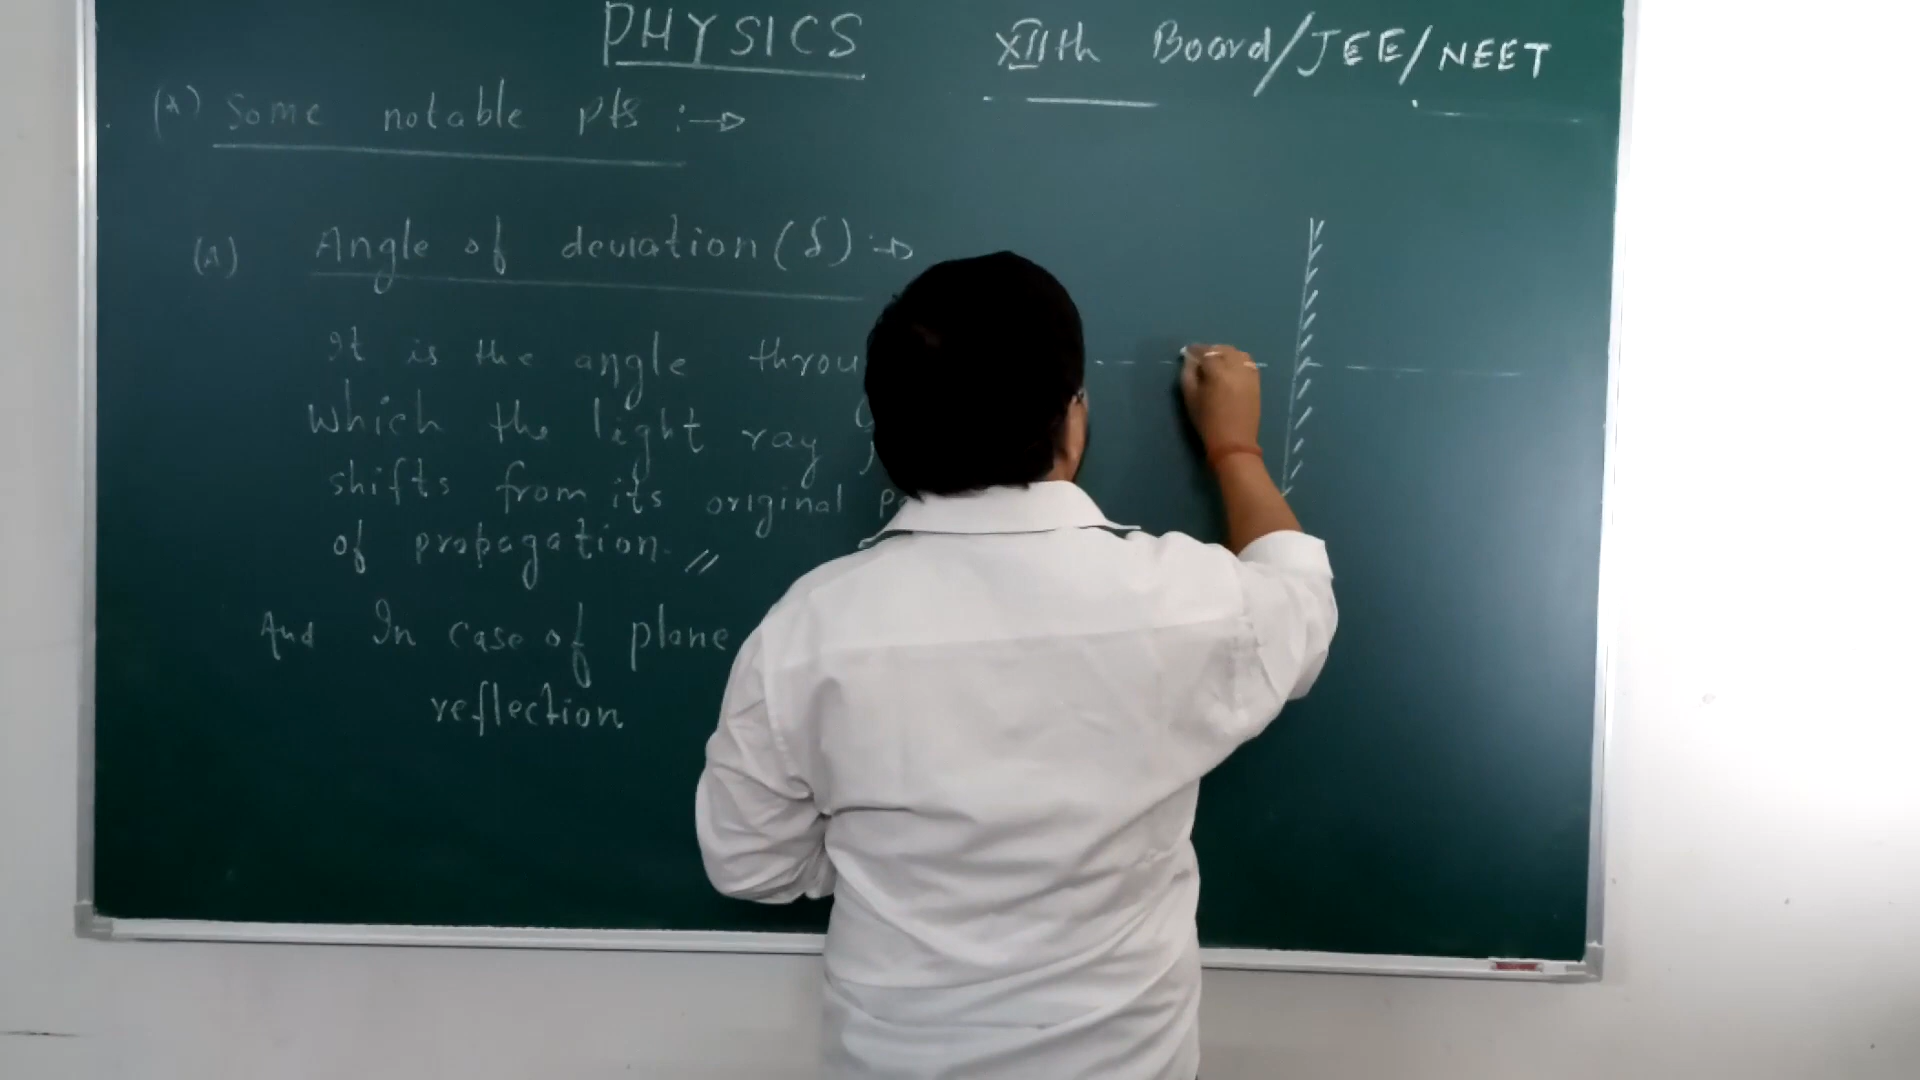 PHYSICS XIIth Board/JEE/NEET
(*) Some notable pts :→
(A) Angle of deviation (δ) :→
It is the angle throu
which the light ray
shifts from its original
of propagation. //
And In case of plane
reflection